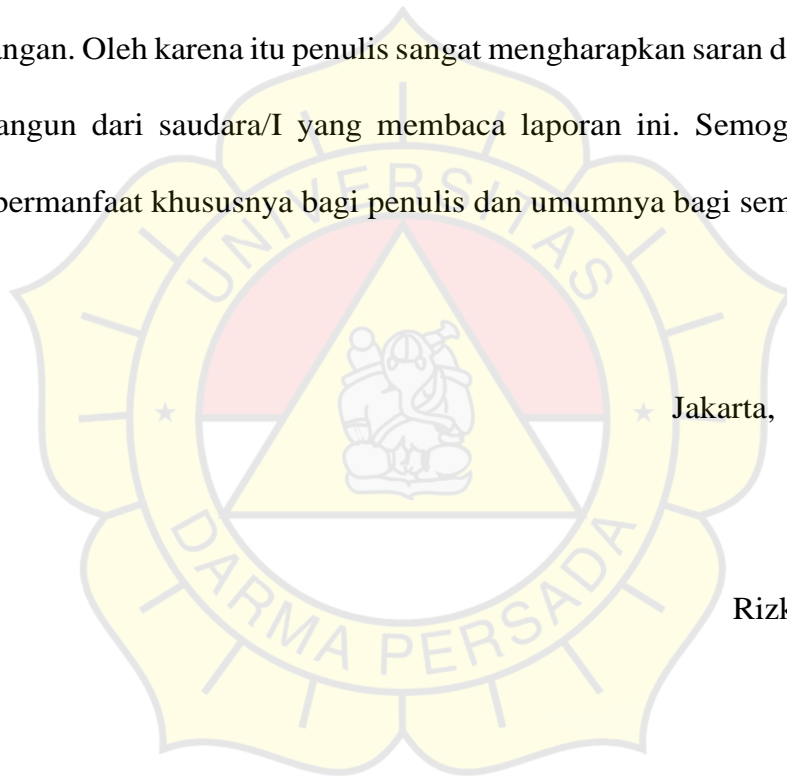 angan. Oleh karena itu penulis sangat mengharapkan saran d
angun dari saudara/I yang membaca laporan ini. Semog
bermanfaat khususnya bagi penulis dan umumnya bagi sem
UNIVERSITAS
Jakarta,
DARMA PERSADA
Rizk